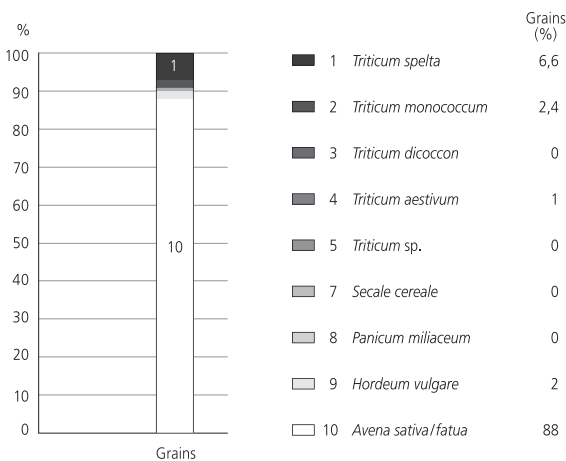 Grains
(%)
%
100
90
80
70
60
50
40
30
20
10
0
1
10
Grains
1 Triticum spelta 6,6
2 Triticum monococcum 2,4
3 Triticum dicoccon 0
4 Triticum aestivum 1
5 Triticum sp. 0
7 Secale cereale 0
8 Panicum miliaceum 0
9 Hordeum vulgare 2
10 Avena sativa/fatua 88